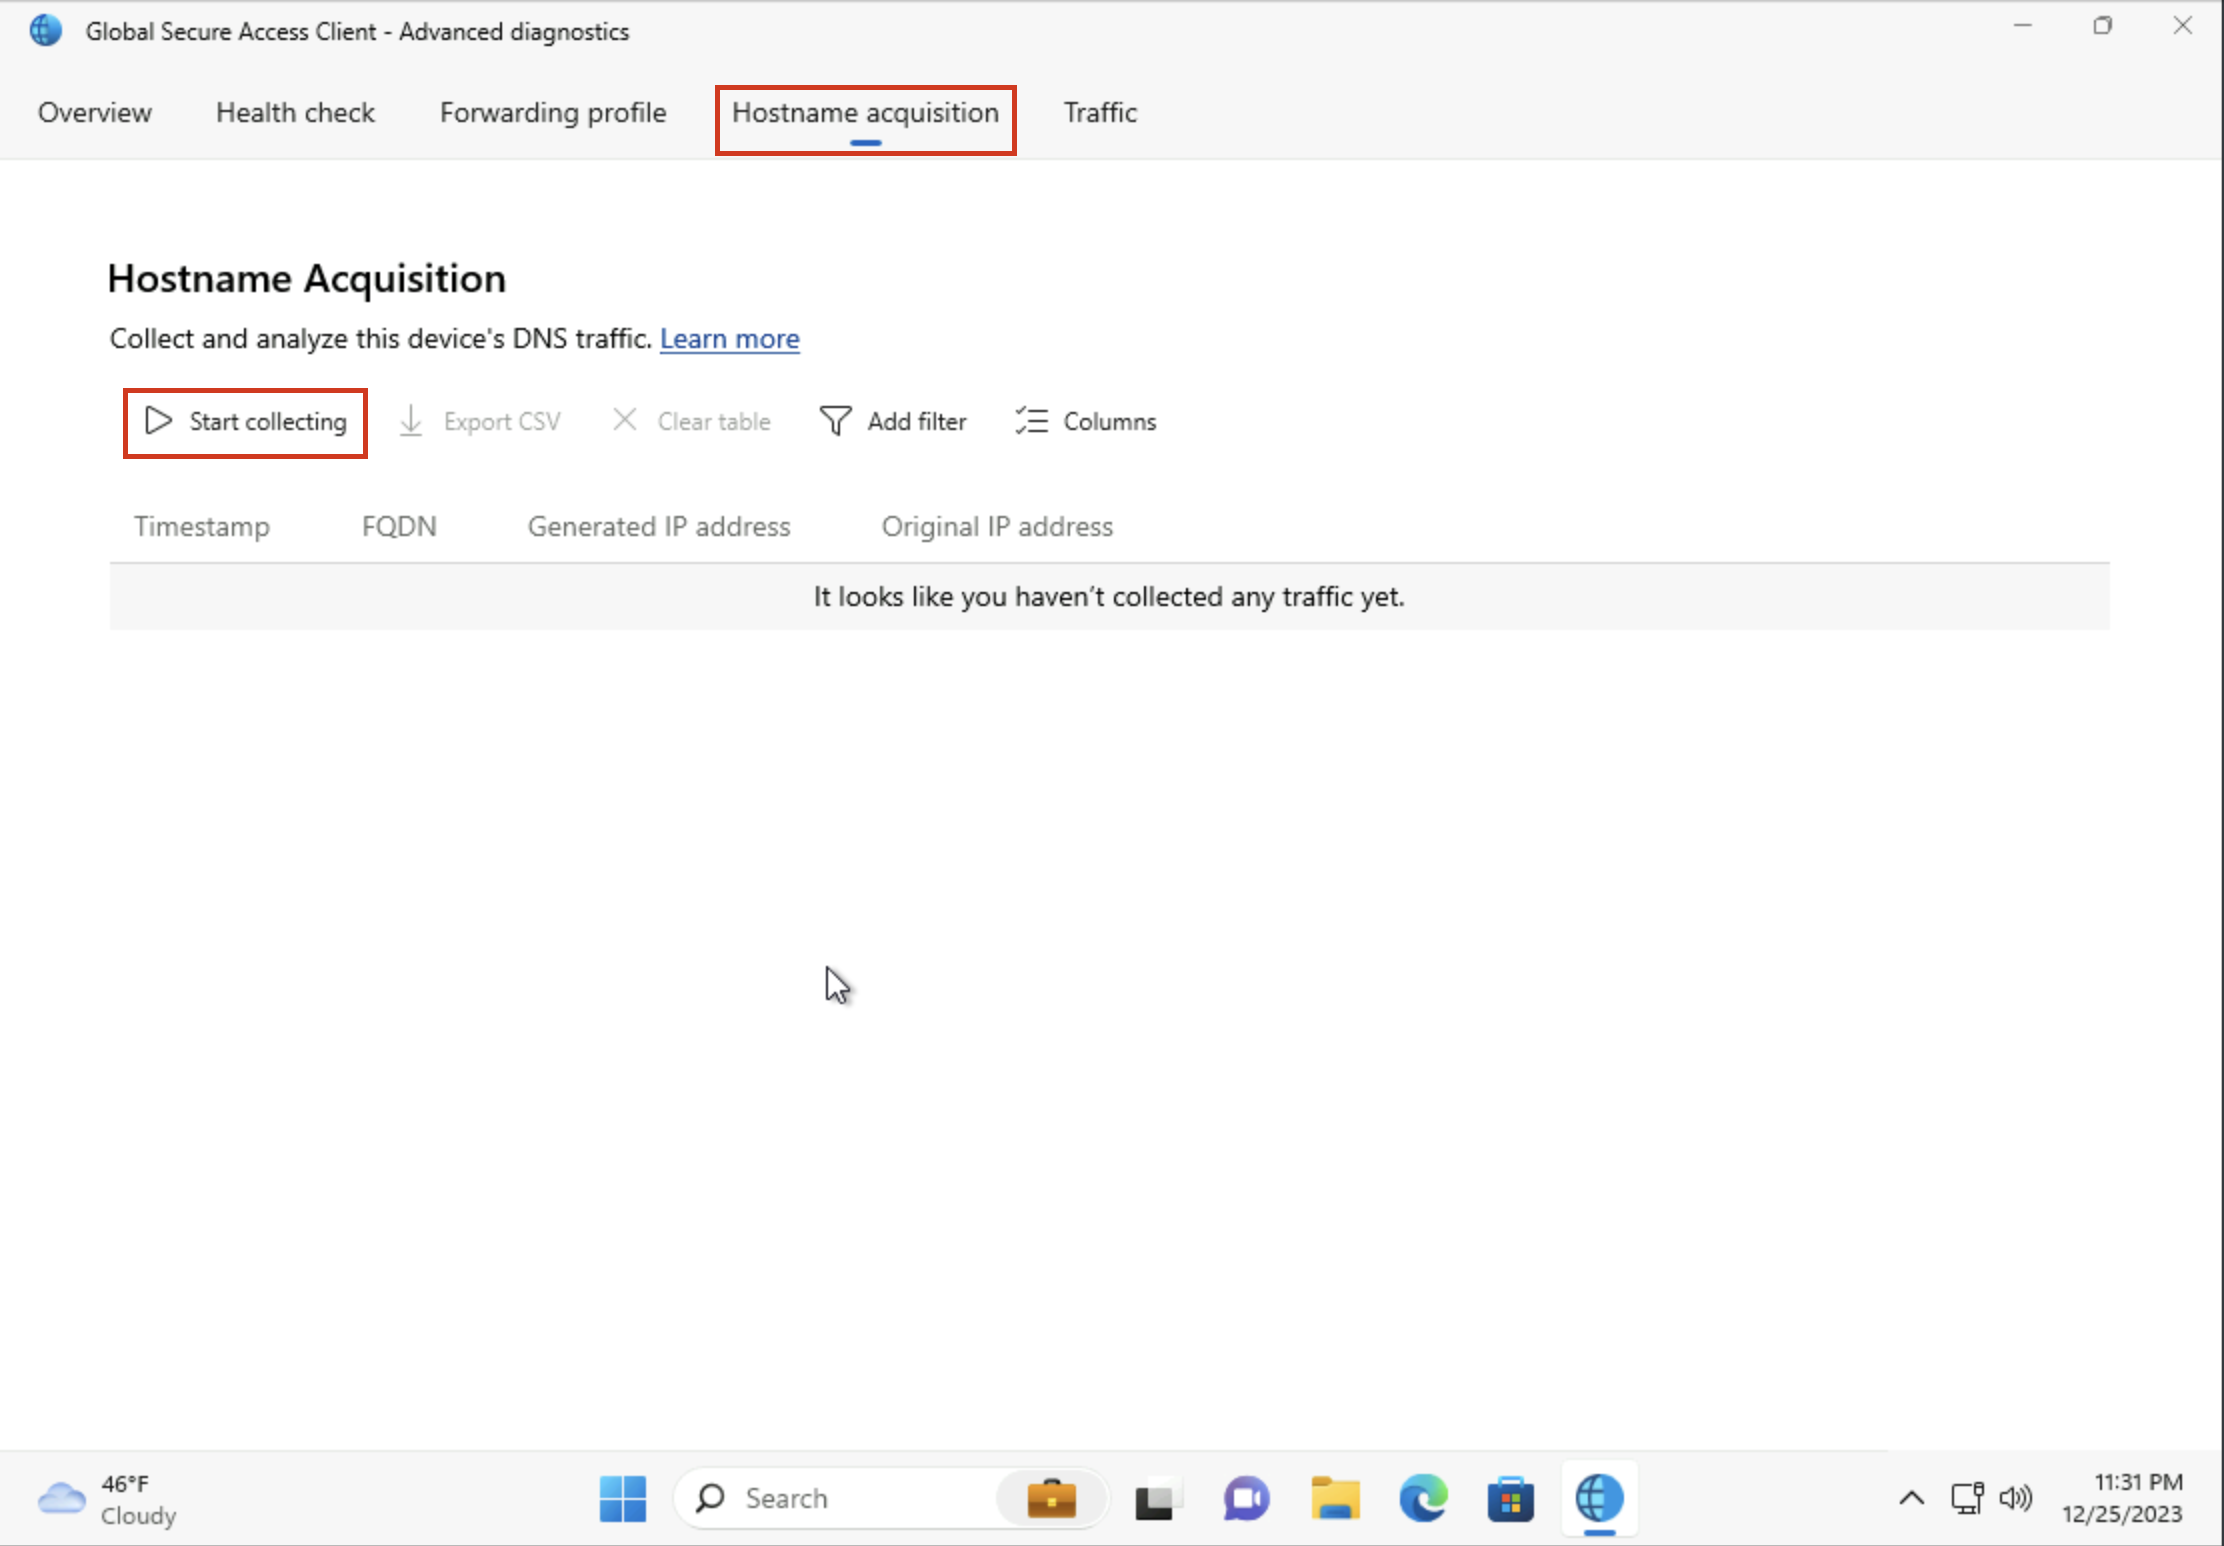 Global Secure Access Client - Advanced diagnostics
Overview Health check Forwarding profile Hostname acquisition Traffic
Hostname Acquisition
Collect and analyze this device's DNS traffic. Learn more
Start collecting Export CSV Clear table Add filter Columns
Timestamp FQDN Generated IP address Original IP address
It looks like you haven’t collected any traffic yet.
46°F
Cloudy
Search
11:31 PM
12/25/2023